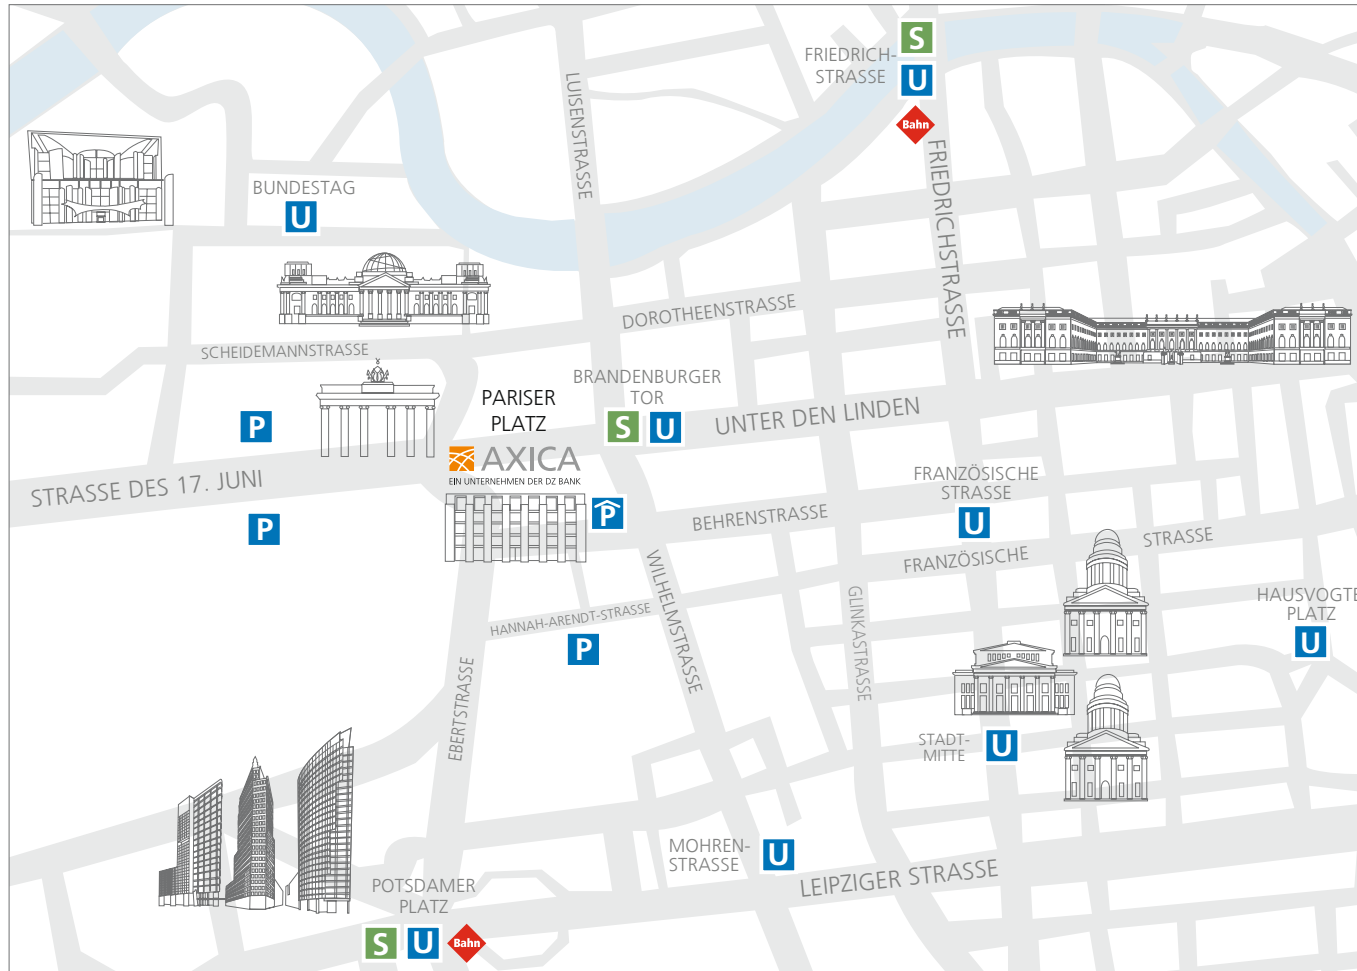 S
FRIEDRICH-
STRASSE
U
Bahn
LUISENSTRASSE
FRIEDRICHSTRASSE
BUNDESTAG
U
DOROTHEENSTRASSE
SCHEIDEMANNSTRASSE
BRANDENBURGER
TOR
S U
PARISER
PLATZ
UNTER DEN LINDEN
P
AXICA
EIN UNTERNEHMEN DER DZ BANK
STRASSE DES 17. JUNI
P
P
BEHRENSTRASSE
FRANZÖSISCHE
STRASSE
U
FRANZÖSISCHE
STRASSE
WILHELMSTRASSE
GLINKASTRASSE
HAUSVOGTE
PLATZ
U
HANNAH-ARENDT-STRASSE
P
EBERTSTRASSE
STADT-
MITTE
U
MOHREN-
STRASSE
U
LEIPZIGER STRASSE
POTSDAMER
PLATZ
S U Bahn